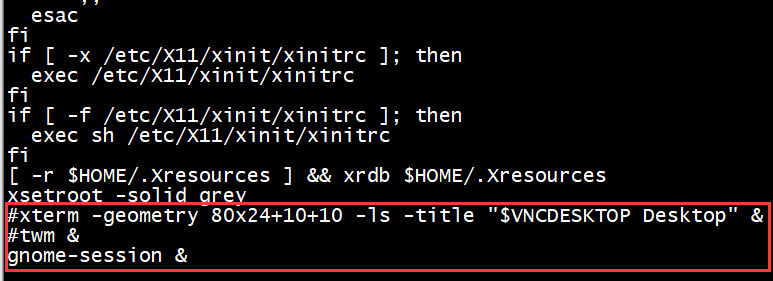 esac
fi
if [ -x /etc/X11/xinit/xinitrc ]; then
  exec /etc/X11/xinit/xinitrc
fi
if [ -f /etc/X11/xinit/xinitrc ]; then
  exec sh /etc/X11/xinit/xinitrc
fi
[ -r $HOME/.Xresources ] && xrdb $HOME/.Xresources
xsetroot -solid grey
#xterm -geometry 80x24+10+10 -ls -title "$VNCDESKTOP Desktop" &
#twm &
gnome-session &